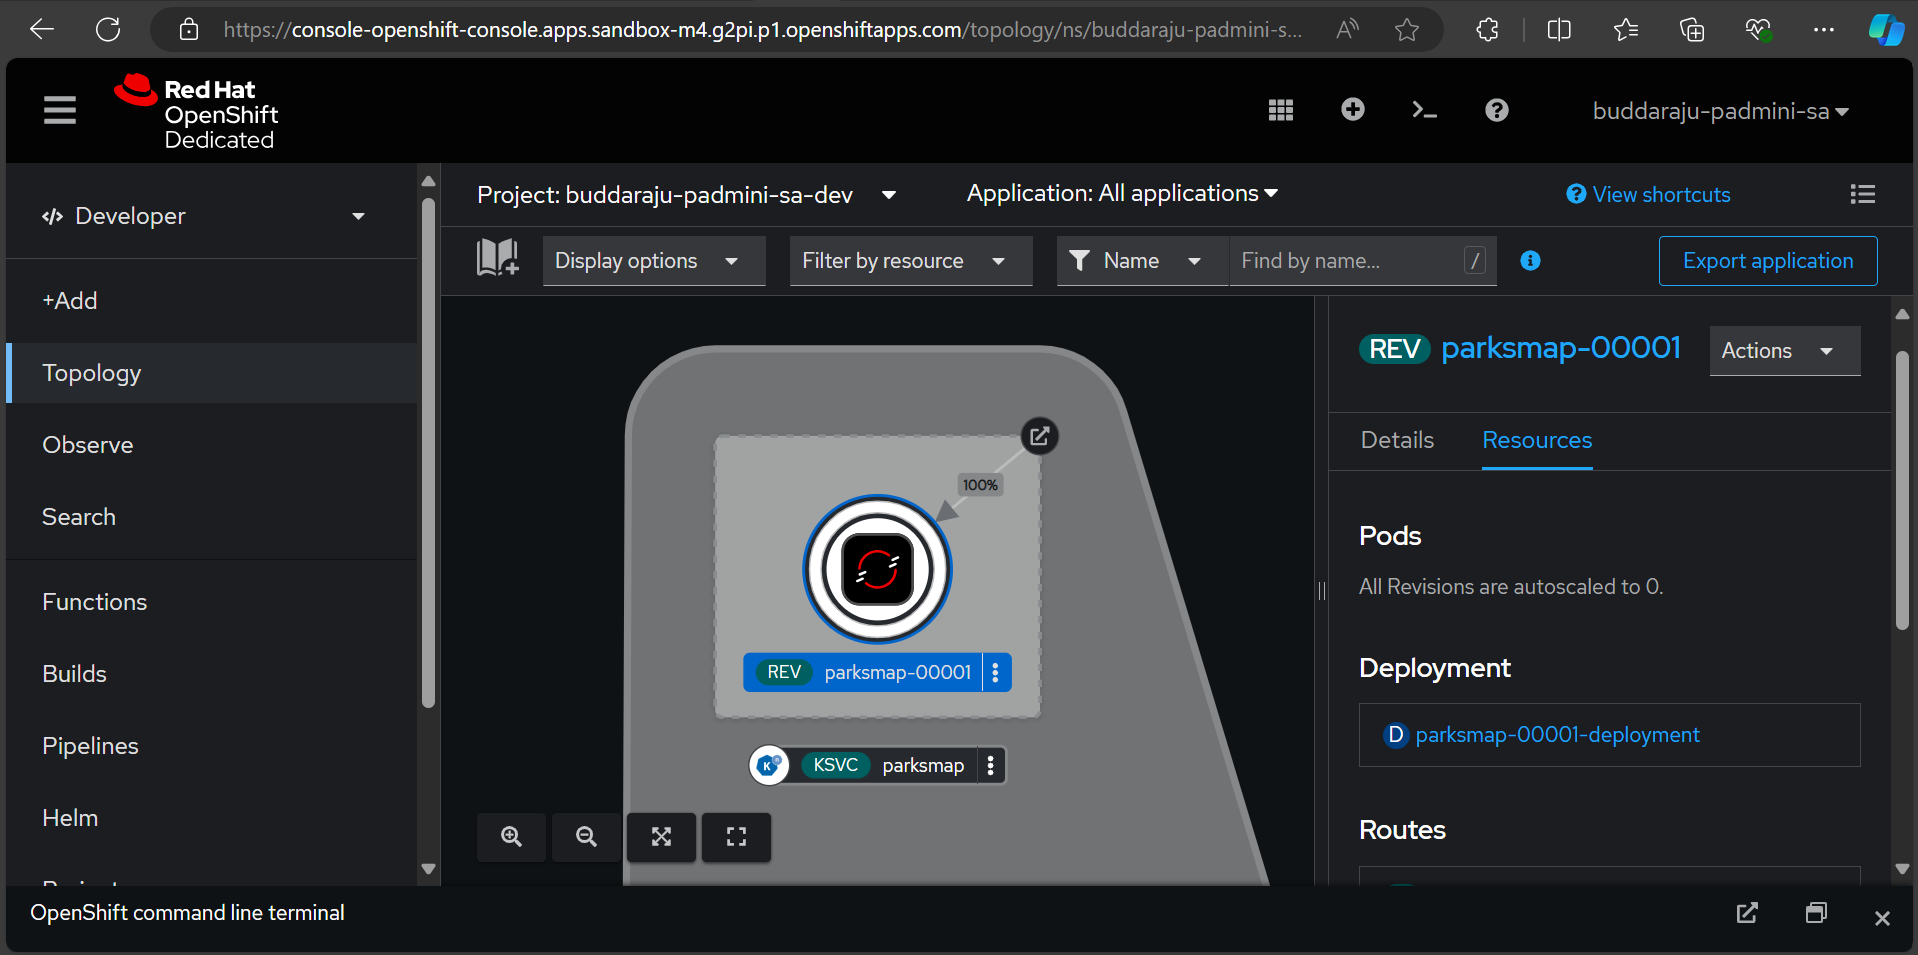 https://console-openshift-console.apps.sandbox-m4.g2pi.p1.openshiftapps.com/topology/ns/buddaraju-padmini-s...
Red Hat
OpenShift
Dedicated
buddaraju-padmini-sa
Developer
+Add
Topology
Observe
Search
Functions
Builds
Pipelines
Helm
Project: buddaraju-padmini-sa-dev
Application: All applications
View shortcuts
Display options
Filter by resource
Name
Find by name...
/
Export application
100%
REV parksmap-00001
KSVC parksmap
REV parksmap-00001
Actions
Details
Resources
Pods
All Revisions are autoscaled to 0.
Deployment
D parksmap-00001-deployment
Routes
OpenShift command line terminal